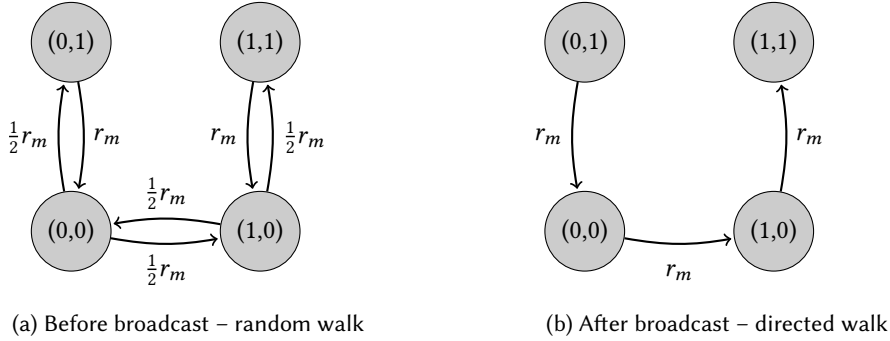 (0,1) (1,1) (0,1) (1,1)
½r_m r_m r_m ½r_m r_m r_m
½r_m
(0,0) (1,0) (0,0) (1,0)
½r_m r_m
(a) Before broadcast – random walk (b) After broadcast – directed walk